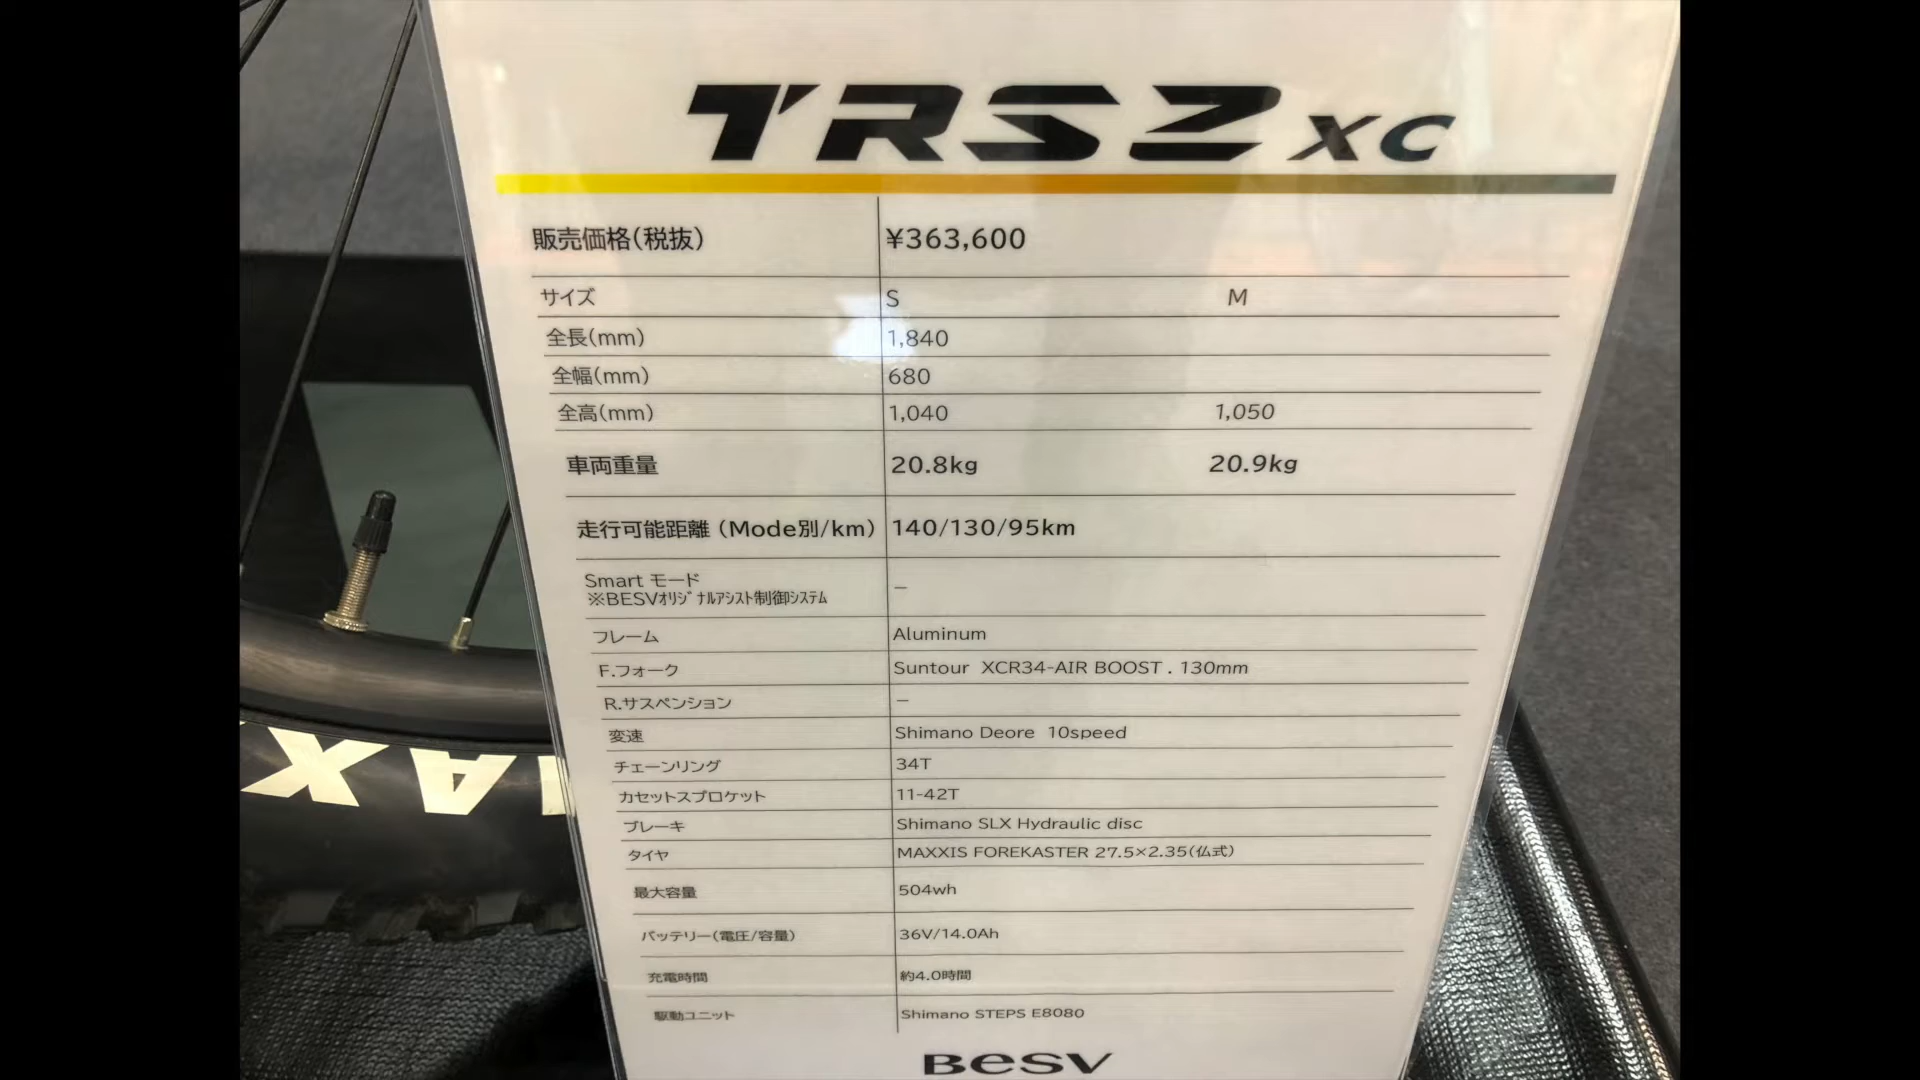 TRS2 XC
販売価格(税抜) ¥363,600
サイズ S M
全長(mm) 1,840
全幅(mm) 680
全高(mm) 1,040 1,050
車両重量 20.8kg 20.9kg
走行可能距離 (Mode別/km) 140/130/95km
Smart モード –
※BESVｵﾘｼﾞﾅﾙｱｼｽﾄ制御ｼｽﾃﾑ
フレーム Aluminum
F.フォーク Suntour XCR34-AIR BOOST . 130mm
R.サスペンション –
変速 Shimano Deore 10speed
チェーンリング 34T
カセットスプロケット 11-42T
ブレーキ Shimano SLX Hydraulic disc
タイヤ MAXXIS FOREKASTER 27.5×2.35(仏式)
最大容量 504wh
バッテリー(電圧/容量) 36V/14.0Ah
充電時間 約4.0時間
駆動ユニット Shimano STEPS E8080
BESV